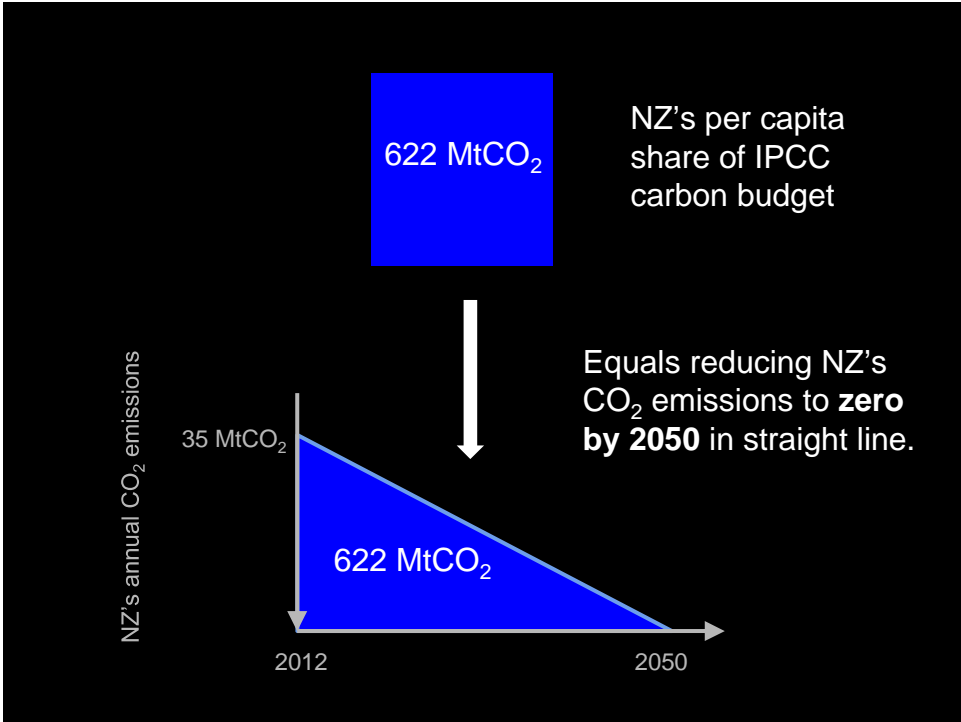 622 MtCO₂
NZ's per capita
share of IPCC
carbon budget
Equals reducing NZ's
CO₂ emissions to zero
by 2050 in straight line.
NZ's annual CO₂ emissions
35 MtCO₂
622 MtCO₂
2012
2050